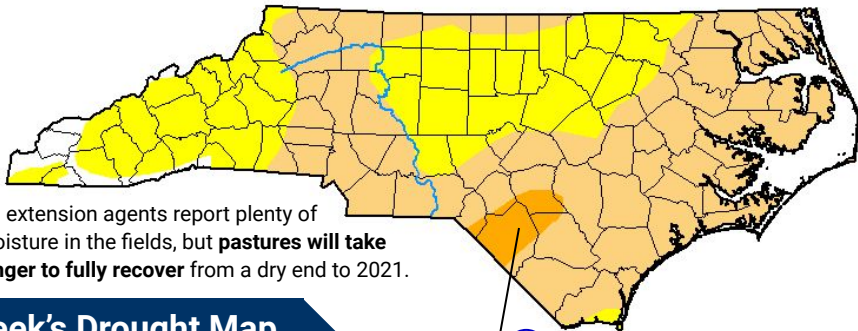 extension agents report plenty of
in the fields, but pastures will take
to fully recover from a dry end to 2021.
Drought Map